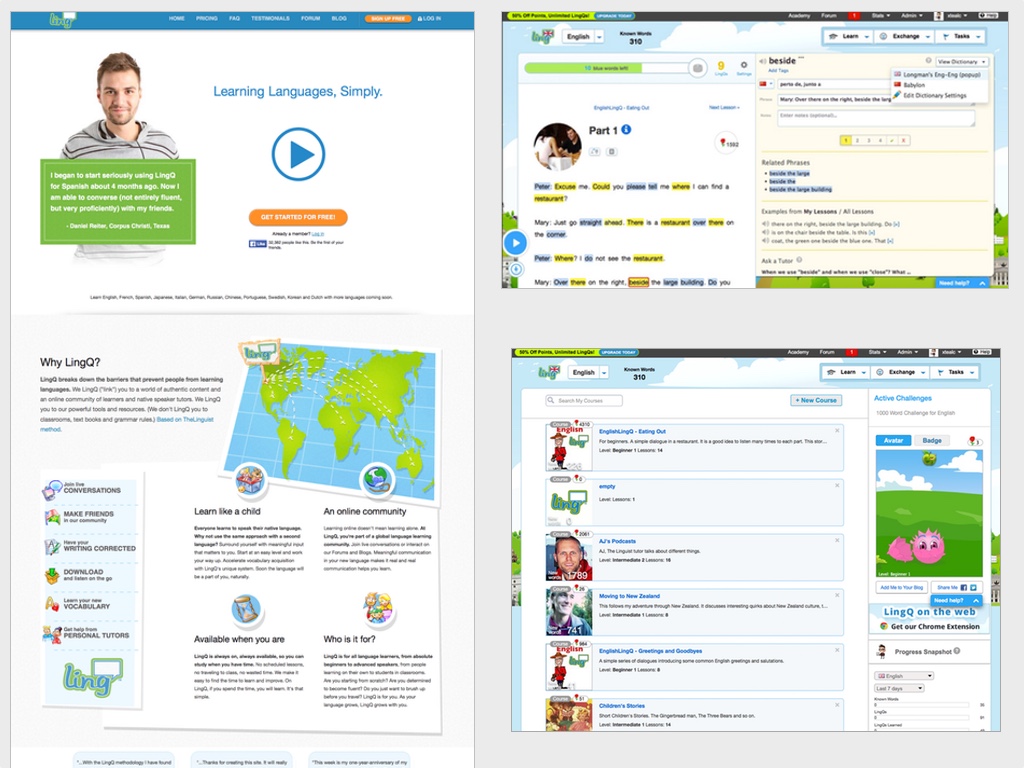 ling
HOME PRICING FAQ TESTIMONIALS FORUM BLOG SIGN UP FREE LOG IN
Learning Languages, Simply.
I began to start seriously using LingQ
for Spanish about 4 months ago. Now I
am able to converse (not entirely fluent,
but very proficiently) with my friends.
- Daniel Reiter, Corpus Christi, Texas
GET STARTED FOR FREE!
Already a member? Log in
Like 32,362 people like this. Be the first of your
friends.
Learn English, French, Spanish, Japanese, Italian, German, Russian, Chinese, Portuguese, Swedish, Korean and Dutch with more languages coming soon.
Why LingQ?
LingQ breaks down the barriers that prevent people from learning
languages. We LingQ ("link") you to a world of authentic content and
an online community of learners and native speaker tutors. We LingQ
you to our powerful tools and resources. (We don't LingQ you to
classrooms, text books and grammar rules.) Based on TheLinguist
method.
ling
Join live
CONVERSATIONS
MAKE FRIENDS
in our community
Have your
WRITING CORRECTED
DOWNLOAD
and listen on the go
Learn your new
VOCABULARY
Get help from
PERSONAL TUTORS
ling
Learn like a child
Everyone learns to speak their native language.
Why not use the same approach with a second
language? Surround yourself with meaningful input
that matters to you. Start at an easy level and work
your way up. Accelerate vocabulary acquisition
with LingQ's unique system. Soon the language will
be a part of you, naturally.
An online community
Learning online doesn't mean learning alone. At
LingQ, you're part of a global language learning
community. Join live conversations or interact on
our Forums and Blogs. Meaningful communication
in your new language makes it real and real
communication helps you learn.
Available when you are
LingQ is always on, always available, so you can
study when you have time. No scheduled lessons,
no traveling to class, no wasted time. We make it
easy to find the time to learn and improve. On
LingQ, if you spend the time, you will learn. It's that
simple.
Who is it for?
LingQ is for all language learners, from absolute
beginners to advanced speakers, from people
learning on their own to students in classrooms.
Are you starting from scratch? Are you determined
to become fluent? Do you just want to brush up
before you travel? LingQ is for you. As your
language grows, LingQ grows with you.
"...With the LingQ methodology I have found
"...Thanks for creating this site. It will really
"This week is my one-year-anniversary of my
50% Off Points, Unlimited LingQs! UPGRADE TODAY
Academy Forum 1 Stats Admin steakc Help
ling English Known Words
310
Learn Exchange Tasks
10 blue words left
9
LingQs Settings
EnglishLingQ - Eating Out Next Lesson
Part 1
1392
Peter: Excuse me. Could you please tell me where I can find a
restaurant?
Mary: Just go straight ahead. There is a restaurant over there on
the corner.
Peter: Where? I do not see the restaurant.
Mary: Over there on the right, beside the large building. Do you
beside
Add Tags
View Dictionary
Longman's Eng-Eng (popup)
Babylon
Edit Dictionary Settings
perto de, junto a
Phrase: Mary: Over there on the right, beside the larg
Notes: Enter notes (optional)...
1 2 3 4
Related Phrases
beside the large
beside the
beside the large building
Examples from My Lessons / All Lessons
there on the right, beside the large building. Do
is on the chair beside the table. Is this
coat, the green one beside the blue one. That
Ask a Tutor
When we use "beside" and when we use "close"? What ...
Need help?
50% Off Points, Unlimited LingQs! UPGRADE TODAY
Academy Forum 1 Stats Admin steakc Help
ling English Known Words
310
Learn Exchange Tasks
Search My Courses
+ New Course
Course 4310
English
EnglishLingQ - Eating Out
For beginners. A simple dialogue in a restaurant. It is a good idea to listen many times to each part. This stor...
Level: Beginner 1 Lessons: 14
Course 0
ling
empty
Level: Lessons: 1
Course 2061
New
words 1789
AJ's Podcasts
AJ, The Linguist tutor talks about different things.
Level: Intermediate 2 Lessons: 16
Course 26
New
words 741
Moving to New Zealand
This follows my adventure through New Zealand. It discusses interesting quirks about New Zealand culture, t...
Level: Intermediate 1 Lessons: 8
Course 984
English
EnglishLingQ - Greetings and Goodbyes
A simple series of dialogues introducing some common English greetings and salutations.
Level: Beginner 1 Lessons: 8
Course 51
Children's Stories
Short Children's Stories. The Gingerbread man, The Three Bears and so on.
Level: Intermediate 1 Lessons: 14
Active Challenges
1000 Word Challenge for English
Avatar Badge
Level: Beginner 1
Add Me to Your Blog Share Me
Need help?
LingQ on the web
Get our Chrome Extension
Progress Snapshot
English
Last 7 days
Known Words
LingQs
LingQs Learned